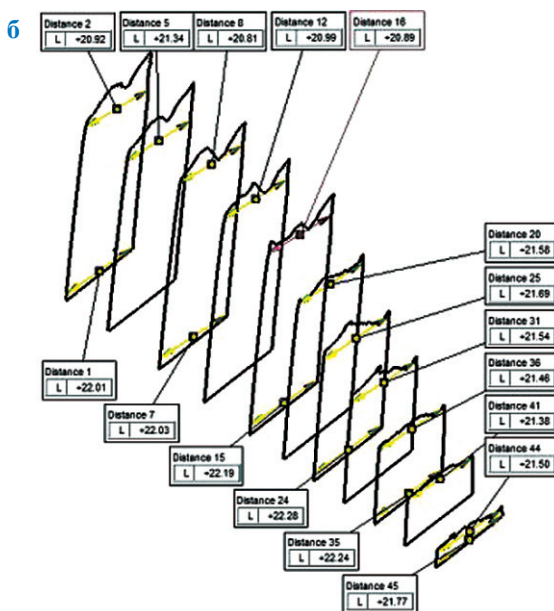 б
Distance 2
L +20.92
Distance 5
L +21.34
Distance 8
L +20.81
Distance 12
L +20.99
Distance 16
L +20.89
Distance 20
L +21.58
Distance 25
L +21.69
Distance 31
L +21.54
Distance 36
L +21.46
Distance 41
L +21.38
Distance 44
L +21.50
Distance 1
L +22.01
Distance 7
L +22.03
Distance 15
L +22.19
Distance 24
L +22.28
Distance 35
L +22.24
Distance 45
L +21.77